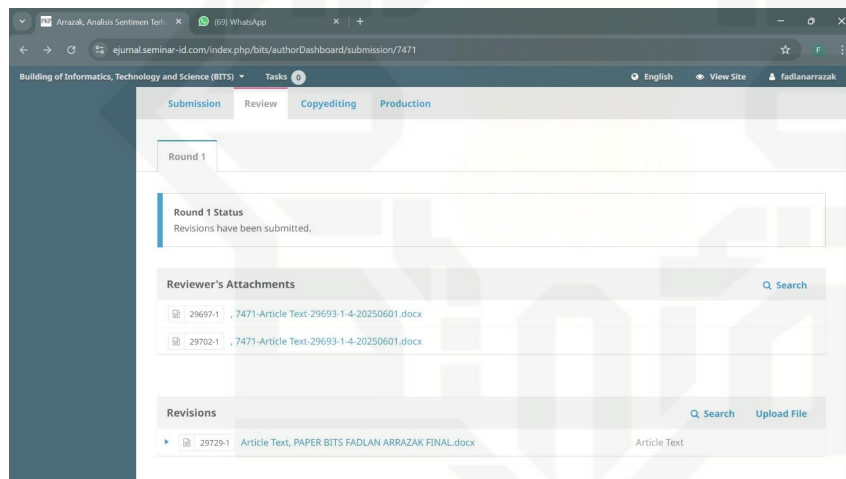 Arrazak, Analisis Sentimen Terh
(69) WhatsApp
ejurnal.seminar-id.com/index.php/bits/authorDashboard/submission/7471
F
Building of Informatics, Technology and Science (BITS) Tasks 0 English View Site fadlanarrazak
Submission Review Copyediting Production
Round 1
Round 1 Status
Revisions have been submitted.
Reviewer's Attachments Search
29697-1 , 7471-Article Text-29693-1-4-20250601.docx
29702-1 , 7471-Article Text-29693-1-4-20250601.docx
Revisions Search Upload File
29729-1 Article Text, PAPER BITS FADLAN ARRAZAK FINAL.docx Article Text